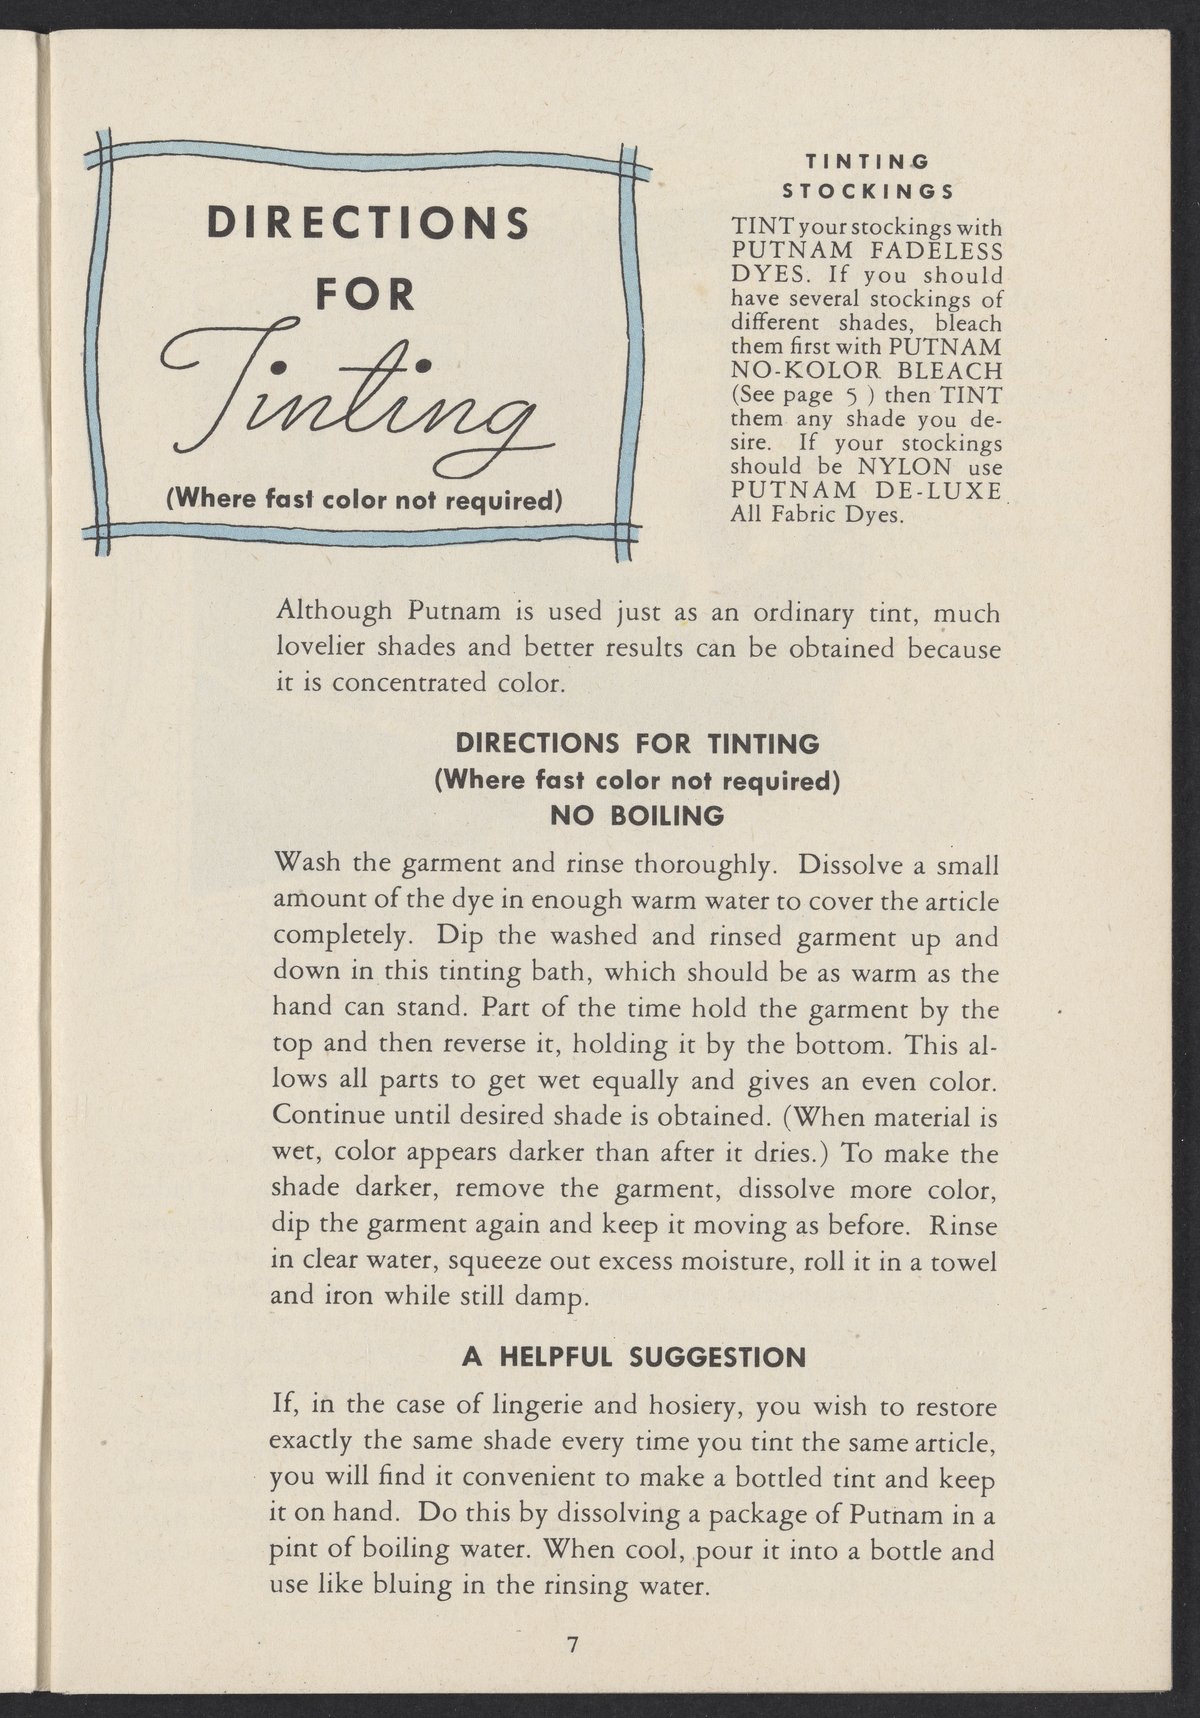 DIRECTIONS
FOR
Tinting
(Where fast color not required)
TINTING
STOCKINGS
TINT your stockings with
PUTNAM FADELESS
DYES. If you should
have several stockings of
different shades, bleach
them first with PUTNAM
NO-KOLOR BLEACH
(See page 5 ) then TINT
them any shade you de-
sire. If your stockings
should be NYLON use
PUTNAM DE-LUXE
All Fabric Dyes.
Although Putnam is used just as an ordinary tint, much
lovelier shades and better results can be obtained because
it is concentrated color.
DIRECTIONS FOR TINTING
(Where fast color not required)
NO BOILING
Wash the garment and rinse thoroughly. Dissolve a small
amount of the dye in enough warm water to cover the article
completely. Dip the washed and rinsed garment up and
down in this tinting bath, which should be as warm as the
hand can stand. Part of the time hold the garment by the
top and then reverse it, holding it by the bottom. This al-
lows all parts to get wet equally and gives an even color.
Continue until desired shade is obtained. (When material is
wet, color appears darker than after it dries.) To make the
shade darker, remove the garment, dissolve more color,
dip the garment again and keep it moving as before. Rinse
in clear water, squeeze out excess moisture, roll it in a towel
and iron while still damp.
A HELPFUL SUGGESTION
If, in the case of lingerie and hosiery, you wish to restore
exactly the same shade every time you tint the same article,
you will find it convenient to make a bottled tint and keep
it on hand. Do this by dissolving a package of Putnam in a
pint of boiling water. When cool, pour it into a bottle and
use like bluing in the rinsing water.
7